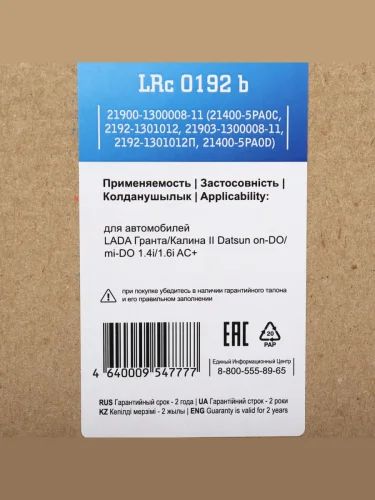 LRc 0192 b
21900-1300008-11 (21400-5PA0C,
2192-1301012, 21903-1300008-11,
2192-1301012П, 21400-5PA0D)
Применяемость | Застосовність |
Колданушылык | Applicability:
для автомобилей
LADA Гранта/Калина II Datsun on-DO/
mi-DO 1.4i/1.6i AC+
при покупке убедитесь в наличии гарантийного талона
и его правильном заполнении
EAC
20
PAP
Единый Информационный Центр
8-800-555-89-65
4 640009 547777
RUS Гарантийный срок - 2 года | UA Гарантійний строк - 2 роки
KZ Кепілді мерзімі - 2 жылы | ENG Guaranty is valid for 2 years